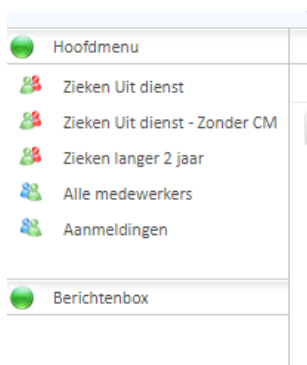 Hoofdmenu
Zieken Uit dienst
Zieken Uit dienst - Zonder CM
Zieken langer 2 jaar
Alle medewerkers
Aanmeldingen
Berichtenbox